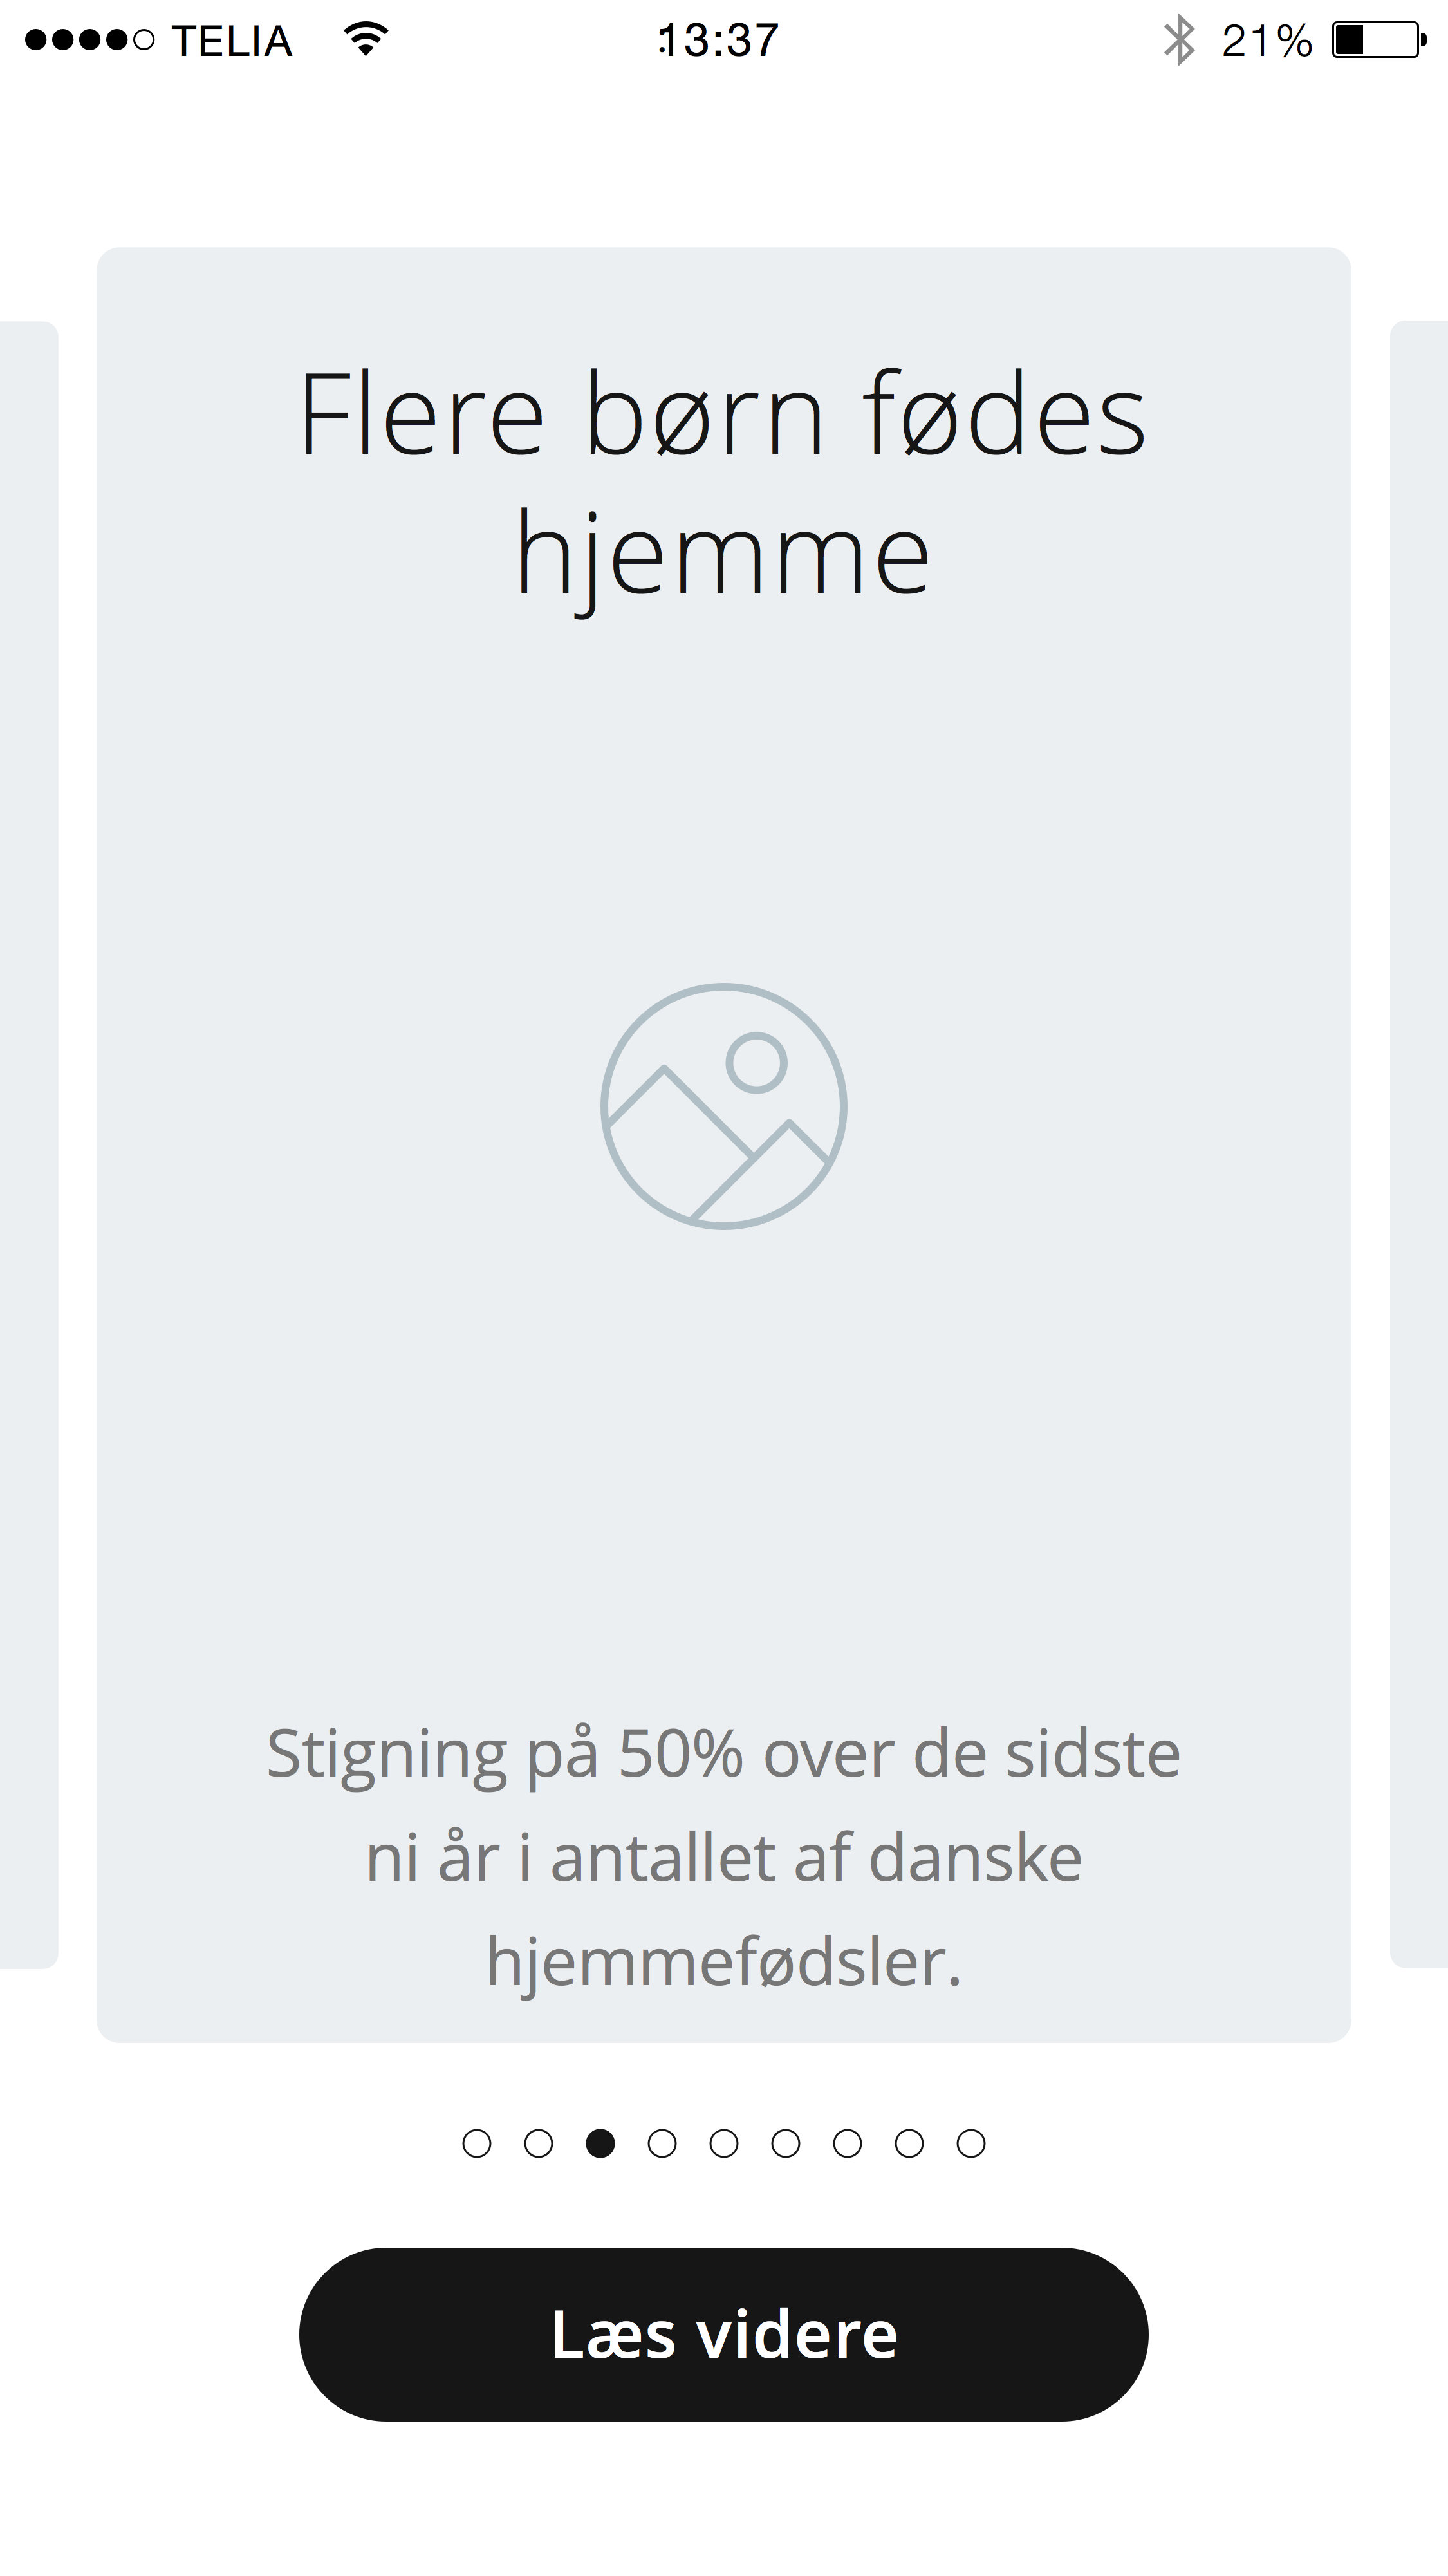 TELIA 13:37 21%
Flere børn fødes
hjemme
Stigning på 50% over de sidste
ni år i antallet af danske
hjemmefødsler.
Læs videre